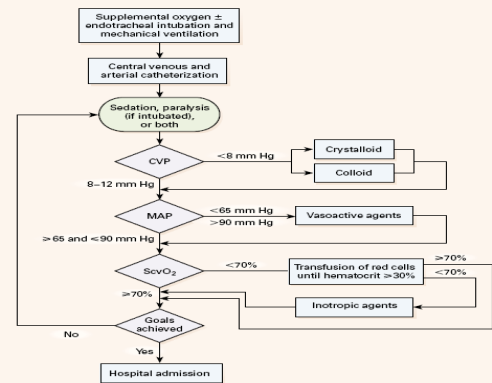 Supplemental oxygen ±
endotracheal intubation and
mechanical ventilation
Central venous and
arterial catheterization
Sedation, paralysis
(if intubated),
or both
CVP
<8 mm Hg
Crystalloid
Colloid
8–12 mm Hg
MAP
<65 mm Hg
>90 mm Hg
Vasoactive agents
≥65 and ≤90 mm Hg
ScvO₂
<70%
Transfusion of red cells
until hematocrit ≥30%
≥70%
<70%
≥70%
Inotropic agents
Goals
achieved
No
Yes
Hospital admission